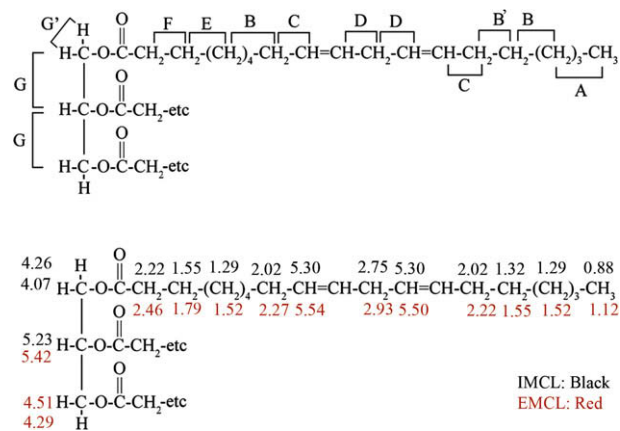 G' H O F E B C D D B' B
H-C-O-C-CH2-CH2-(CH2)4-CH2-CH=CH-CH2-CH=CH-CH2-CH2-(CH2)3-CH3
C A
G O
H-C-O-C-CH2-etc
G O
H-C-O-C-CH2-etc
H
4.26 H O 2.22 1.55 1.29 2.02 5.30 2.75 5.30 2.02 1.32 1.29 0.88
4.07 H-C-O-C-CH2-CH2-(CH2)4-CH2-CH=CH-CH2-CH=CH-CH2-CH2-(CH2)3-CH3
2.46 1.79 1.52 2.27 5.54 2.93 5.50 2.22 1.55 1.52 1.12
O
5.23 H-C-O-C-CH2-etc
5.42
O
IMCL: Black
4.51 H-C-O-C-CH2-etc
EMCL: Red
4.29 H